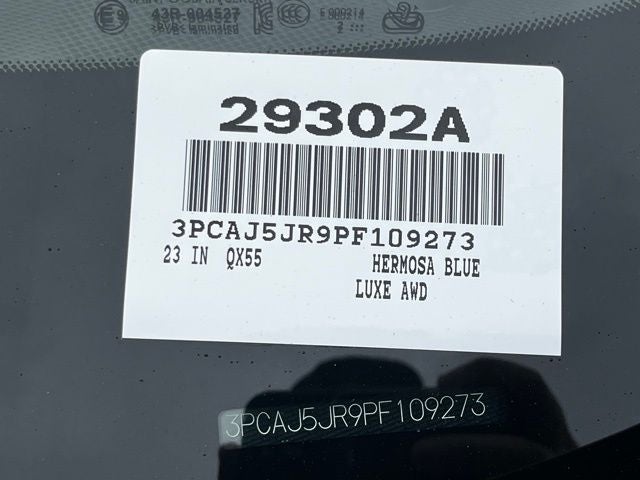 43R-004527
29302A
3PCAJ5JR9PF109273
23 IN QX55 HERMOSA BLUE
LUXE AWD
3PCAJ5JR9PF109273